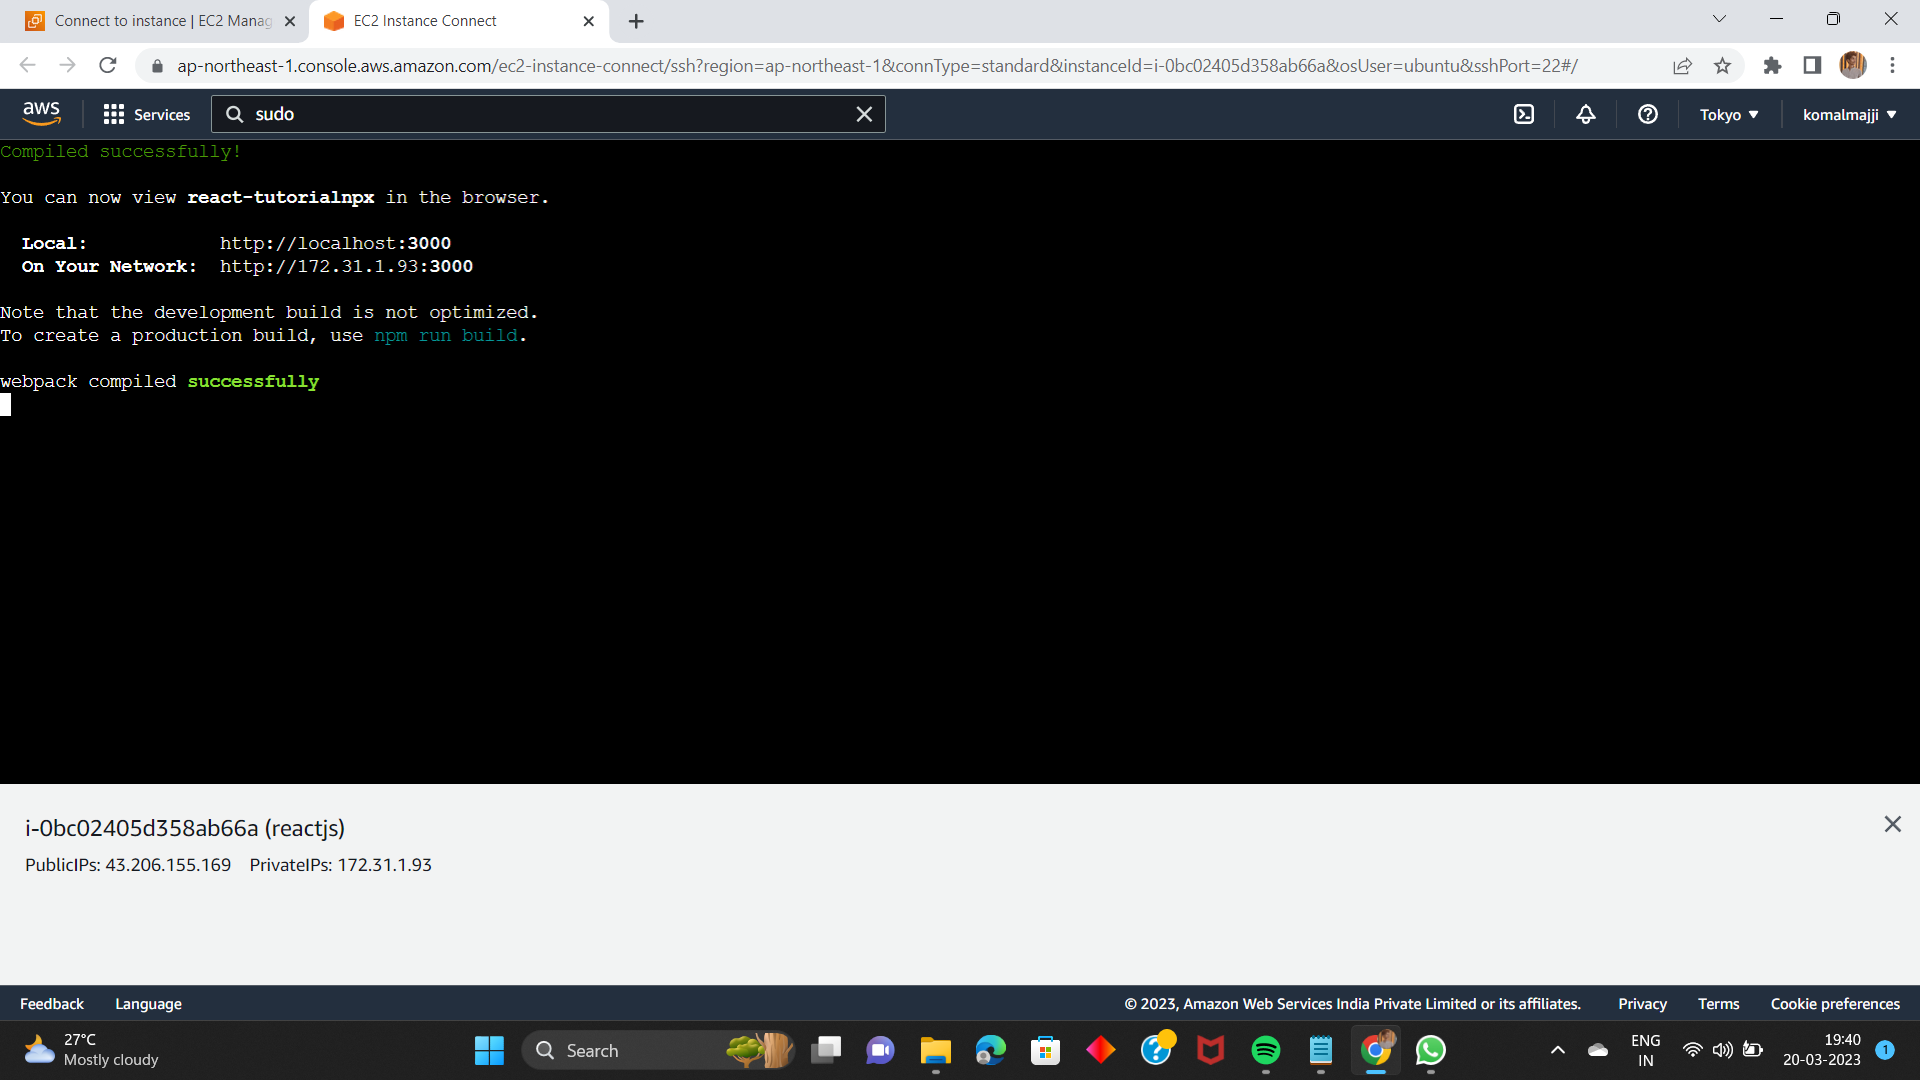 Connect to instance | EC2 Manag
EC2 Instance Connect
ap-northeast-1.console.aws.amazon.com/ec2-instance-connect/ssh?region=ap-northeast-1&connType=standard&instanceId=i-0bc02405d358ab66a&osUser=ubuntu&sshPort=22#/
aws
Services
sudo
Tokyo
komalmajji
Compiled successfully!
You can now view react-tutorialnpx in the browser.
Local: http://localhost:3000
On Your Network: http://172.31.1.93:3000
Note that the development build is not optimized.
To create a production build, use npm run build.
webpack compiled successfully
i-0bc02405d358ab66a (reactjs)
PublicIPs: 43.206.155.169 PrivateIPs: 172.31.1.93
Feedback Language © 2023, Amazon Web Services India Private Limited or its affiliates. Privacy Terms Cookie preferences
27°C
Mostly cloudy
Search
ENG
IN
19:40
20-03-2023
1